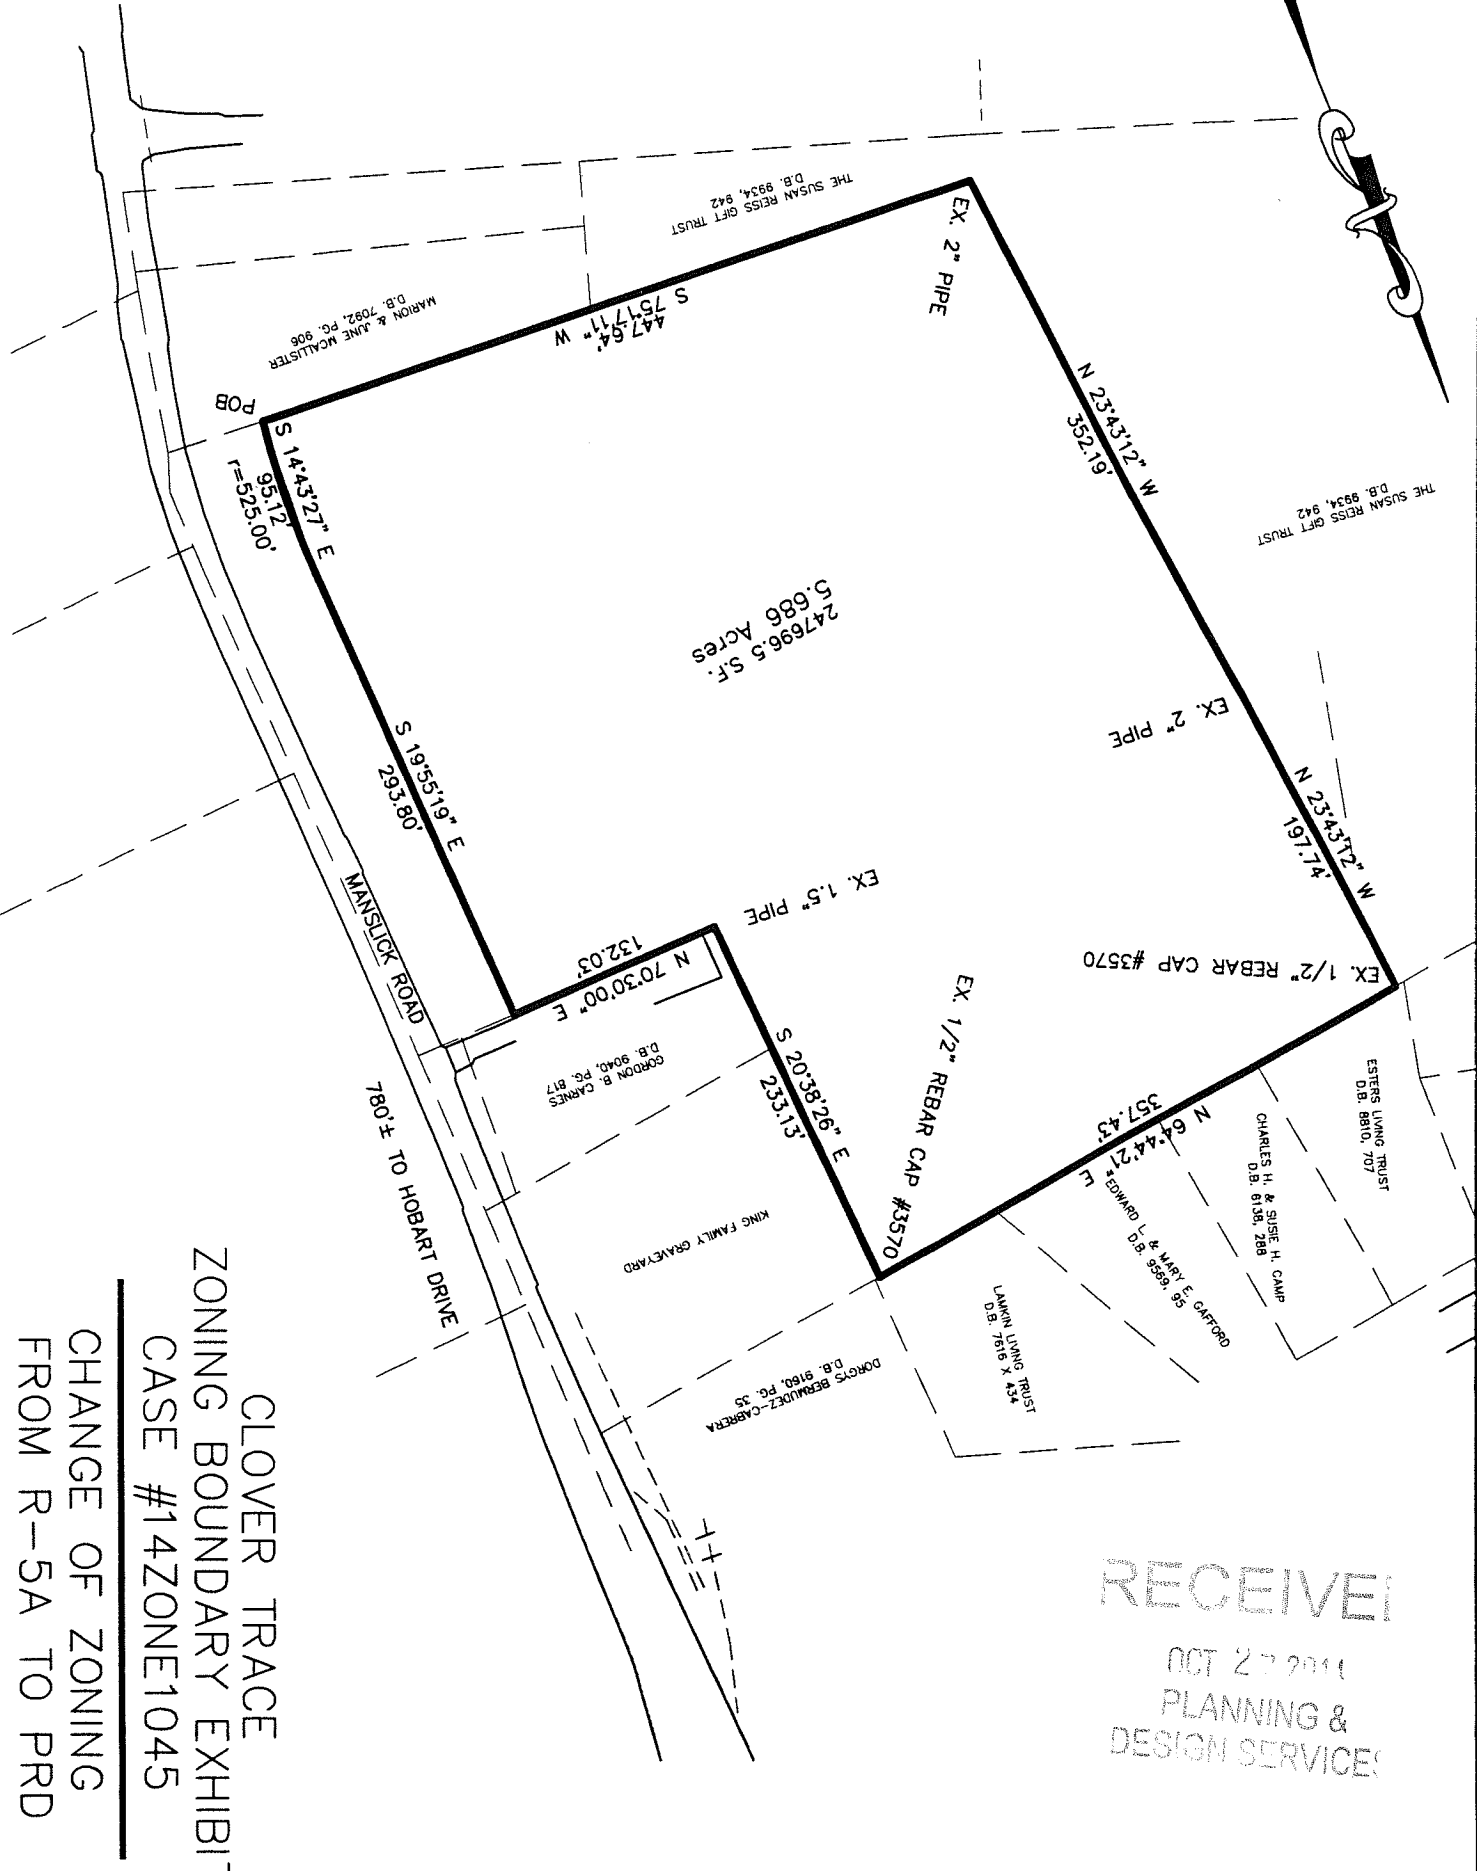 CLOVER TRACE
ZONING BOUNDARY EXHIBIT
CASE #14ZONE1045
CHANGE OF ZONING
FROM R-5A TO PRD
THE SUSAN REISS GIFT TRUST
D.B. 9934, 942
MARION & JUNE MCALLISTER
D.B. 7092, PG. 906
POB
S 75°17'11" W
447.64'
EX. 2" PIPE
N 23°43'12" W
352.19'
THE SUSAN REISS GIFT TRUST
D.B. 9934, 942
S 14°43'27" E
95.12'
r=525.00'
247696.5 S.F.
5.686 Acres
S 19°55'19" E
293.80'
EX. 2" PIPE
N 23°43'12" W
197.74'
EX. 1.5" PIPE
MANSLICK ROAD
N 70°30'00" E
132.03'
EX. 1/2" REBAR CAP #3570
EX. 1/2" REBAR CAP #3570
GORDON B. CARNES
D.B. 9040, PG. 817
S 20°38'26" E
233.13'
N 64°44'21" E
357.43'
ESTERS LIVING TRUST
D.B. 8810, 707
CHARLES H. & SUSIE H. CAMP
D.B. 6138, 288
EDWARD L. & MARY E. GAFFORD
D.B. 9569, 95
LAMKIN LIVING TRUST
D.B. 7616 X 434
KING FAMILY GRAVEYARD
DORGYS BERMUDEZ-CABRERA
D.B. 9160, PG. 35
780'± TO HOBART DRIVE
RECEIVE
OCT 27
PLANNING &
DESIGN SERVICES